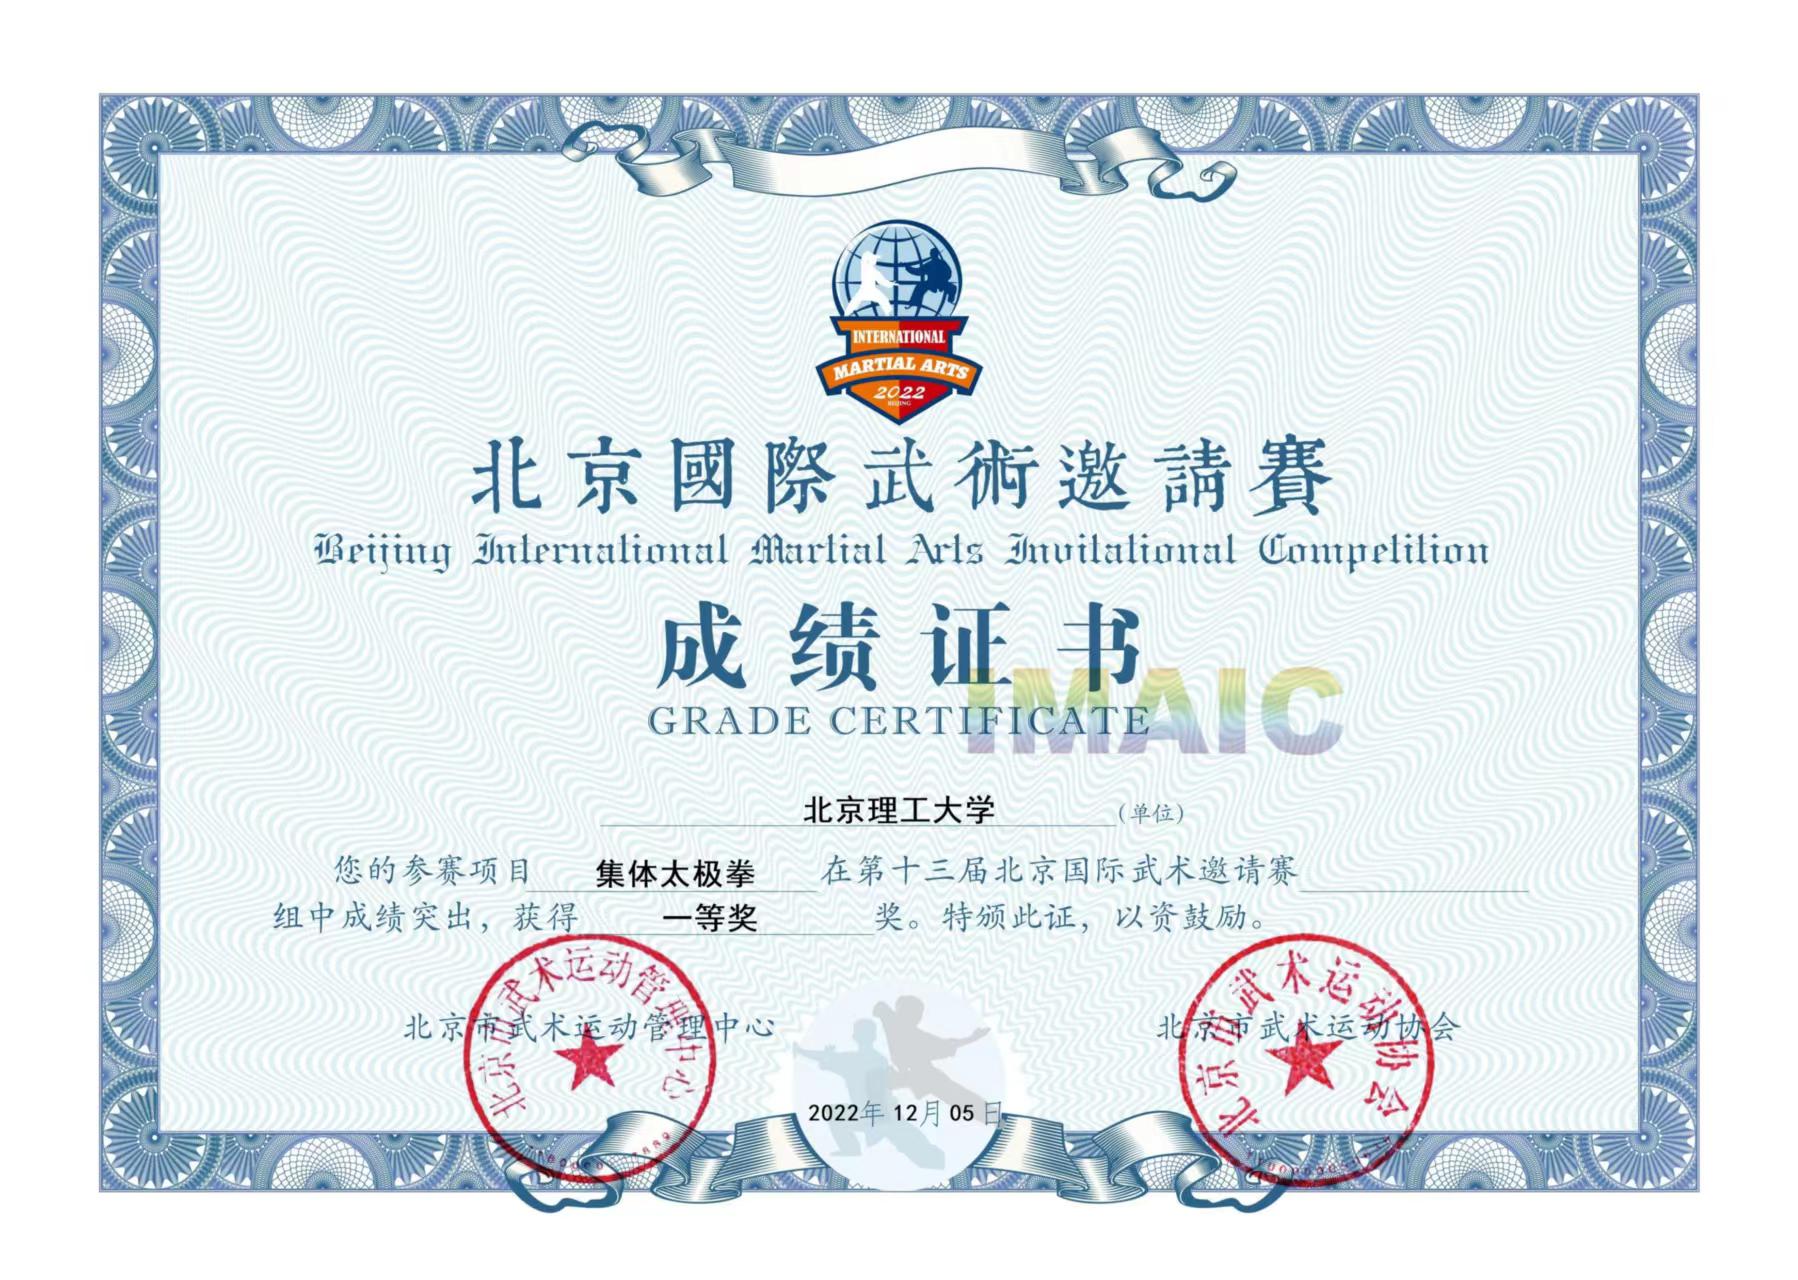 INTERNATIONAL
MARTIAL ARTS
2022
BEIJING
北京國際武術邀請賽
Beijing International Martial Arts Invitational Competition
成绩证书
GRADE CERTIFICATE
IMAIC
北京理工大学(单位)
您的参赛项目 集体太极拳 在第十三届北京国际武术邀请赛
组中成绩突出，获得 一等奖 奖。特颁此证，以资鼓励。
北京市武术运动管理中心
北京市武术运动管理中心
北京市武术运动协会
北京市武术运动协会
2022年 12月 05日